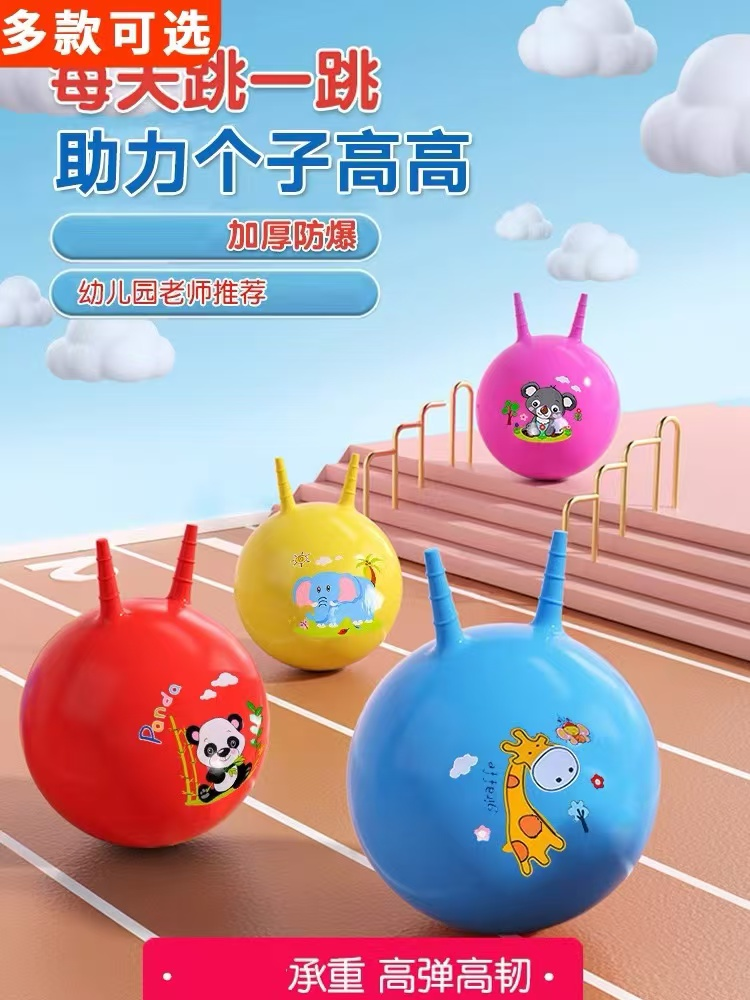 多款可选
每天跳一跳
助力个子高高
加厚防爆
幼儿园老师推荐
Panda
giraffe
· 承重 高弹高韧 ·